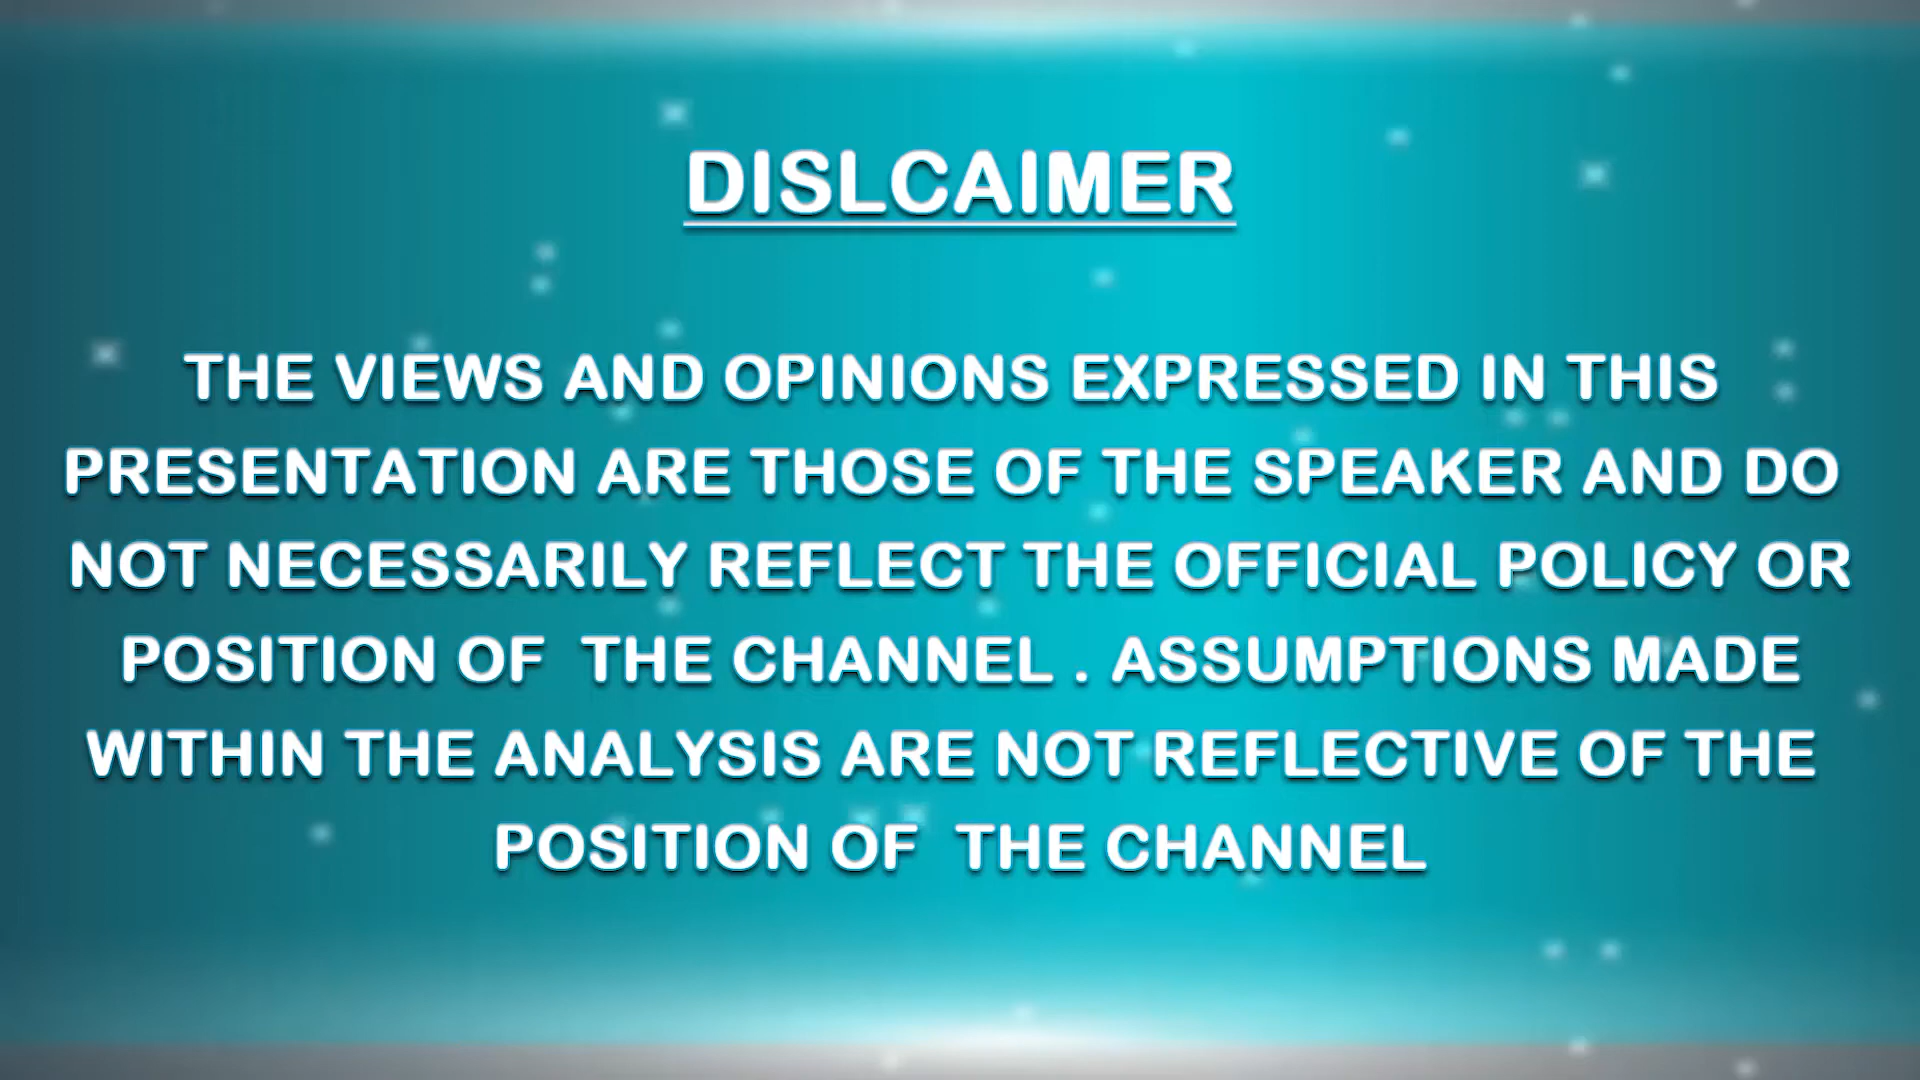 DISLCAIMER
THE VIEWS AND OPINIONS EXPRESSED IN THIS
PRESENTATION ARE THOSE OF THE SPEAKER AND DO
NOT NECESSARILY REFLECT THE OFFICIAL POLICY OR
POSITION OF  THE CHANNEL . ASSUMPTIONS MADE
WITHIN THE ANALYSIS ARE NOT REFLECTIVE OF THE
POSITION OF  THE CHANNEL